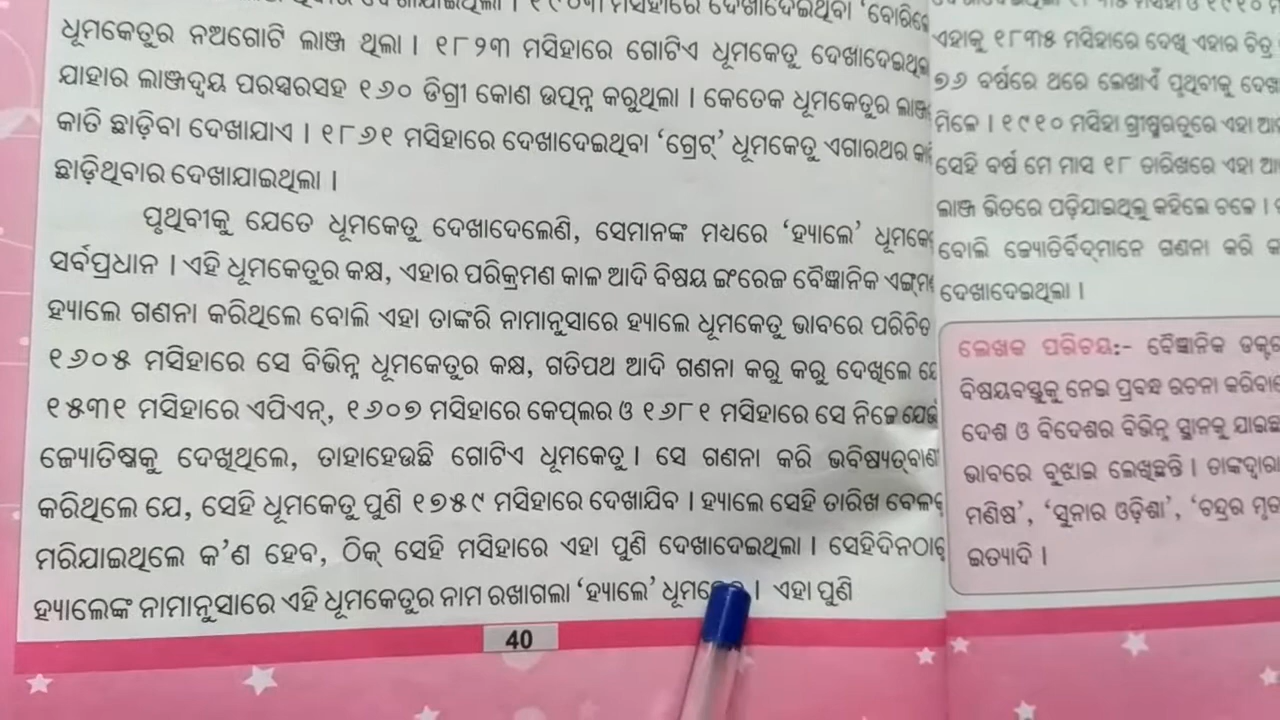 ଧୂମକେତୁର ନଅଗୋଟି ଲାଞ୍ଜ ଥିଲା । ୧୮୨୩ ମସିହାରେ ଗୋଟିଏ ଧୂମକେତୁ ଦେଖାଦେଇଥିଲା
ଯାହାର ଲାଞ୍ଜଦ୍ୱୟ ପରସ୍ପରସହ ୧୬୦ ଡିଗ୍ରୀ କୋଣ ଉତ୍ପନ୍ନ କରୁଥିଲା । କେତେକ ଧୂମକେତୁର ଲାଞ୍ଜ
କାତି ଛାଡ଼ିବା ଦେଖାଯାଏ । ୧୮୬୧ ମସିହାରେ ଦେଖାଦେଇଥିବା ‘ଗ୍ରେଟ୍’ ଧୂମକେତୁ ଏଗାରଥର
ଛାଡ଼ିଥିବାର ଦେଖାଯାଇଥିଲା ।
ପୃଥିବୀକୁ ଯେତେ ଧୂମକେତୁ ଦେଖାଦେଲେଣି, ସେମାନଙ୍କ ମଧ୍ୟରେ ‘ହ୍ୟାଲେ’
ସର୍ବପ୍ରଧାନ । ଏହି ଧୂମକେତୁର କକ୍ଷ, ଏହାର ପରିକ୍ରମଣ କାଳ ଆଦି ବିଷୟ ଇଂରେଜ ବୈଜ୍ଞାନିକ
ହ୍ୟାଲେ ଗଣନା କରିଥିଲେ ବୋଲି ଏହା ତାଙ୍କରି ନାମାନୁସାରେ ହ୍ୟାଲେ ଧୂମକେତୁ ଭାବରେ ପରିଚିତ
୧୬୦୫ ମସିହାରେ ସେ ବିଭିନ୍ନ ଧୂମକେତୁର କକ୍ଷ, ଗତିପଥ ଆଦି ଗଣନା କରୁ କରୁ ଦେଖିଲେ
୧୫୩୧ ମସିହାରେ ଏପିଏନ୍, ୧୬୦୭ ମସିହାରେ କେପ୍‌ଲର ଓ ୧୬୮୧ ମସିହାରେ ସେ ନିଜେ
ଜ୍ୟୋତିଷ୍କକୁ ଦେଖିଥିଲେ, ତାହାହେଉଛି ଗୋଟିଏ ଧୂମକେତୁ । ସେ ଗଣନା କରି ଭବିଷ୍ୟତ୍‌ବାଣୀ
କରିଥିଲେ ଯେ, ସେହି ଧୂମକେତୁ ପୁଣି ୧୭୫୯ ମସିହାରେ ଦେଖାଯିବ । ହ୍ୟାଲେ ସେହି ତାରିଖ
ମରିଯାଇଥିଲେ କ’ଣ ହେବ, ଠିକ୍ ସେହି ମସିହାରେ ଏହା ପୁଣି ଦେଖାଦେଇଥିଲା ।
ହ୍ୟାଲେଙ୍କ ନାମାନୁସାରେ ଏହି ଧୂମକେତୁର ନାମ ରଖାଗଲା ‘ହ୍ୟାଲେ’ । ଏହା ପୁଣି
40
ଏହାକୁ ୧୮୩୫ ମସିହାରେ ଦେଖି ଏହାର ଚିତ୍ର
୭୬ ବର୍ଷରେ ଥରେ ଲେଖାଏଁ ପୃଥିବୀକୁ
ମିଳେ । ୧୯୧୦ ମସିହା ଗ୍ରୀଷ୍ମଋତୁରେ ଏହା
ସେହି ବର୍ଷ ମେ ମାସ ୧୮ ତାରିଖରେ ଏହା
ଲାଞ୍ଜ ଭିତରେ ପଡ଼ିଯାଇଥିଲୁ କହିଲେ ଚଳେ ।
ବୋଲି ଜ୍ୟୋତିର୍ବିଦ୍‌ମାନେ ଗଣନା କରି
ଦେଖାଦେଇଥିଲା ।
ଲେଖକ ପରିଚୟ:- ବୈଜ୍ଞାନିକ
ବିଷୟବସ୍ତୁକୁ ନେଇ ପ୍ରବନ୍ଧ ରଚନା
ଦେଶ ଓ ବିଦେଶର ବିଭିନ୍ନ ସ୍ଥାନକୁ
ଭାବରେ ବୁଝାଇ ଲେଖିଛନ୍ତି ।
ମଣିଷ’, ‘ସୁନାର ଓଡ଼ିଶା’, ‘ଚନ୍ଦ୍ରର
ଇତ୍ୟାଦି ।